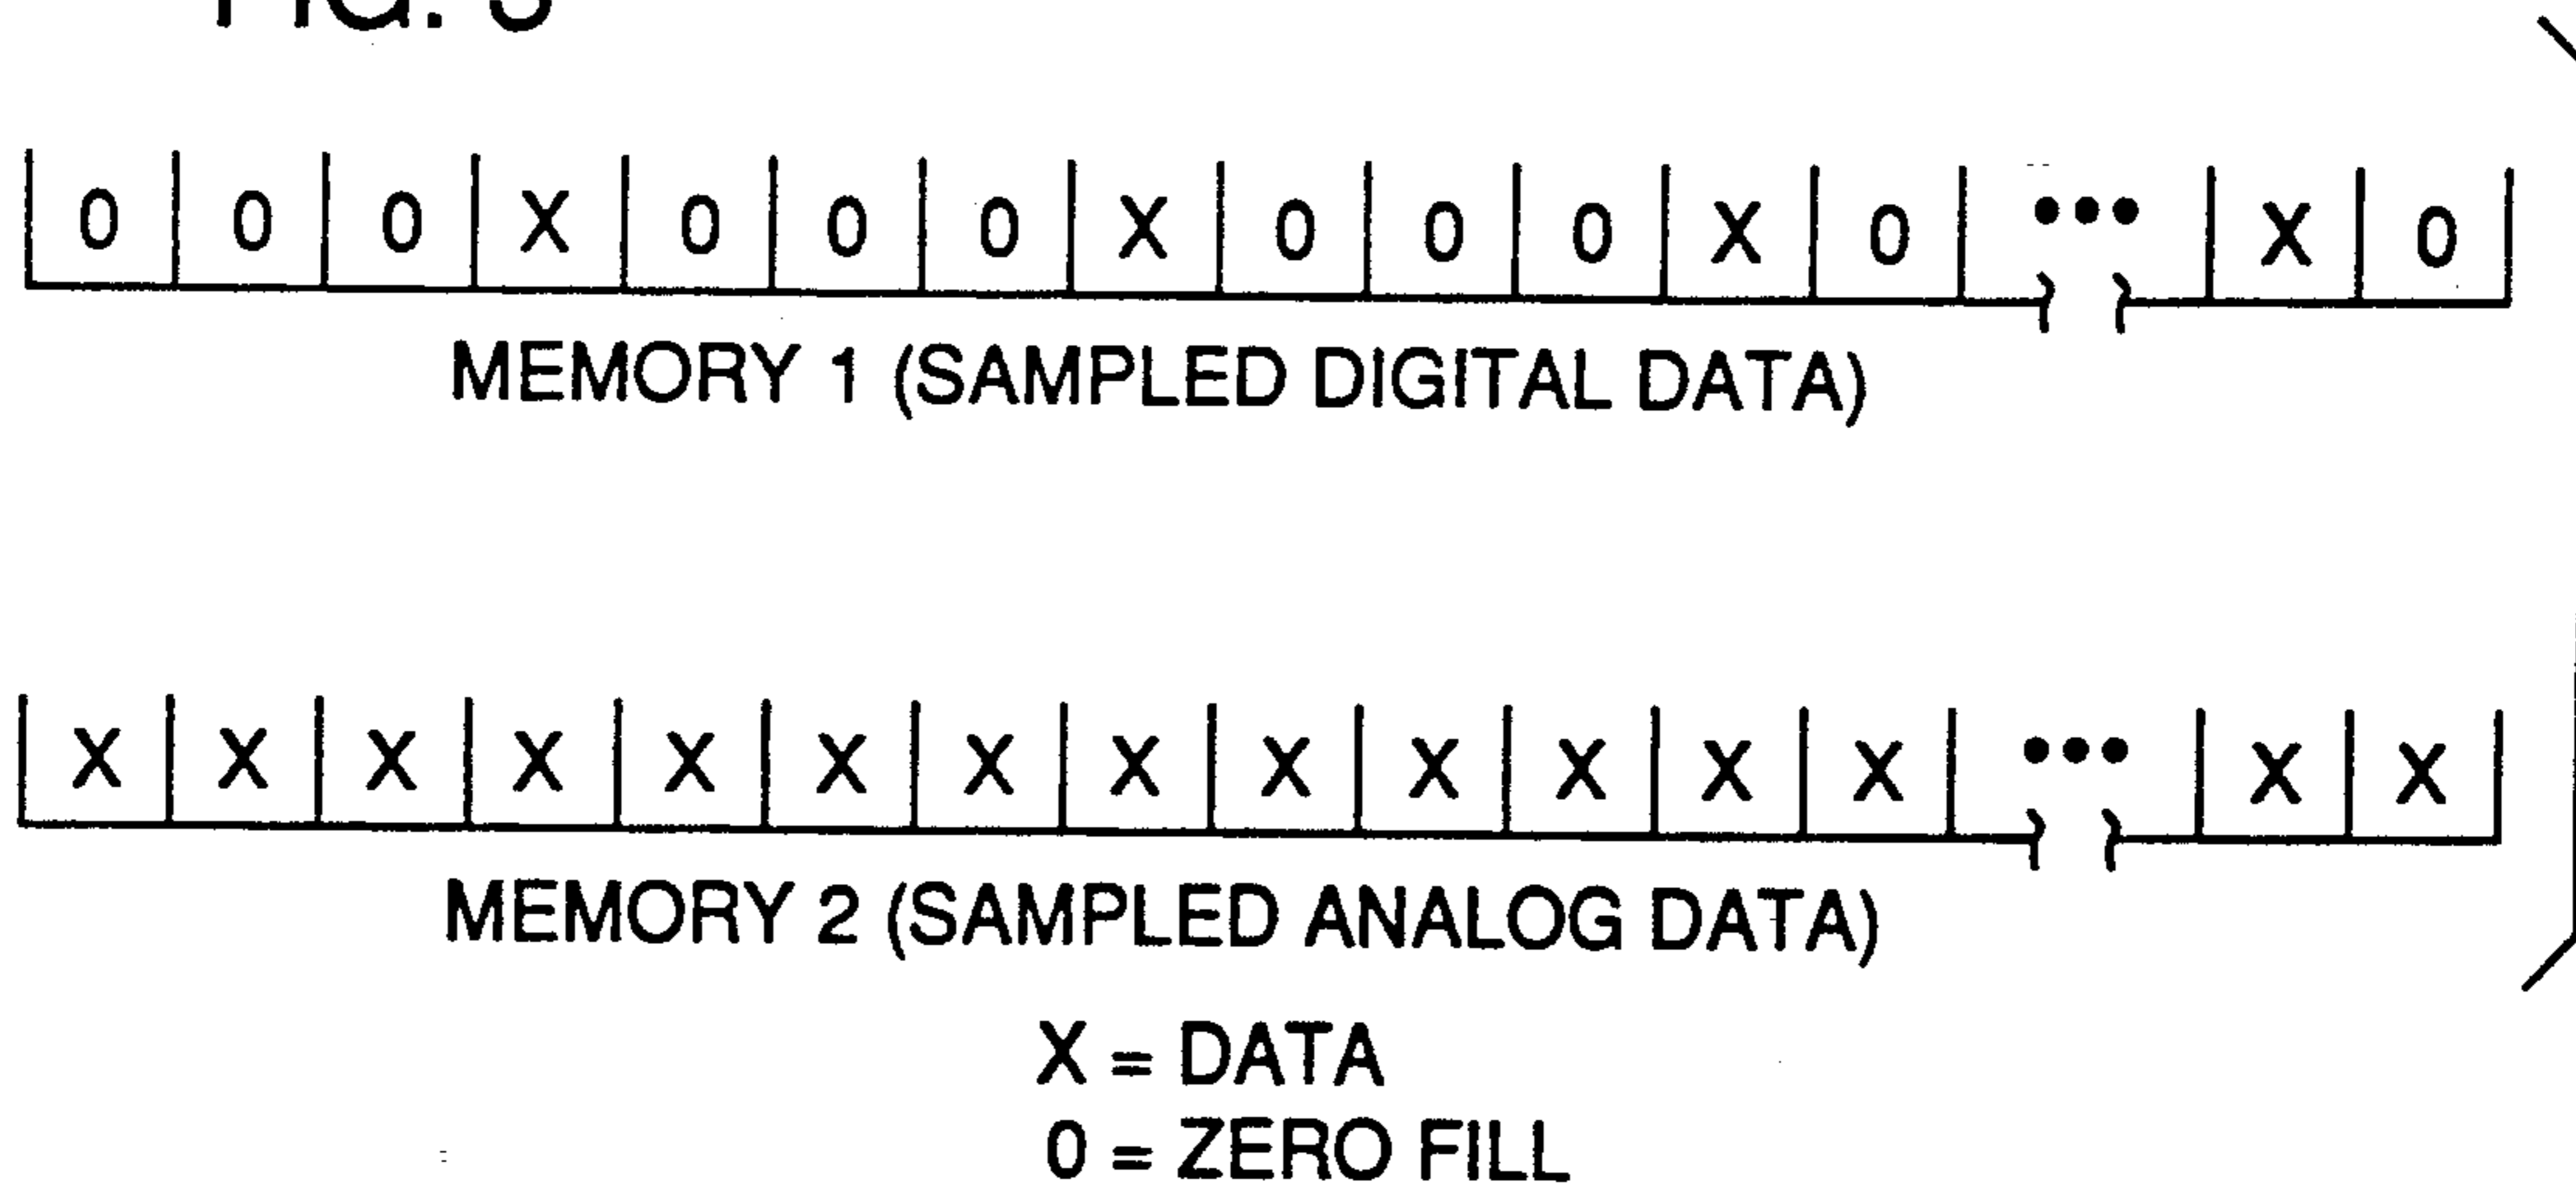 FIG.
0 0 0 X 0 0 0 X 0 0 0 X 0 ••• X 0
MEMORY 1 (SAMPLED DIGITAL DATA)
X X X X X X X X X X X X X ••• X X
MEMORY 2 (SAMPLED ANALOG DATA)
X = DATA
0 = ZERO FILL